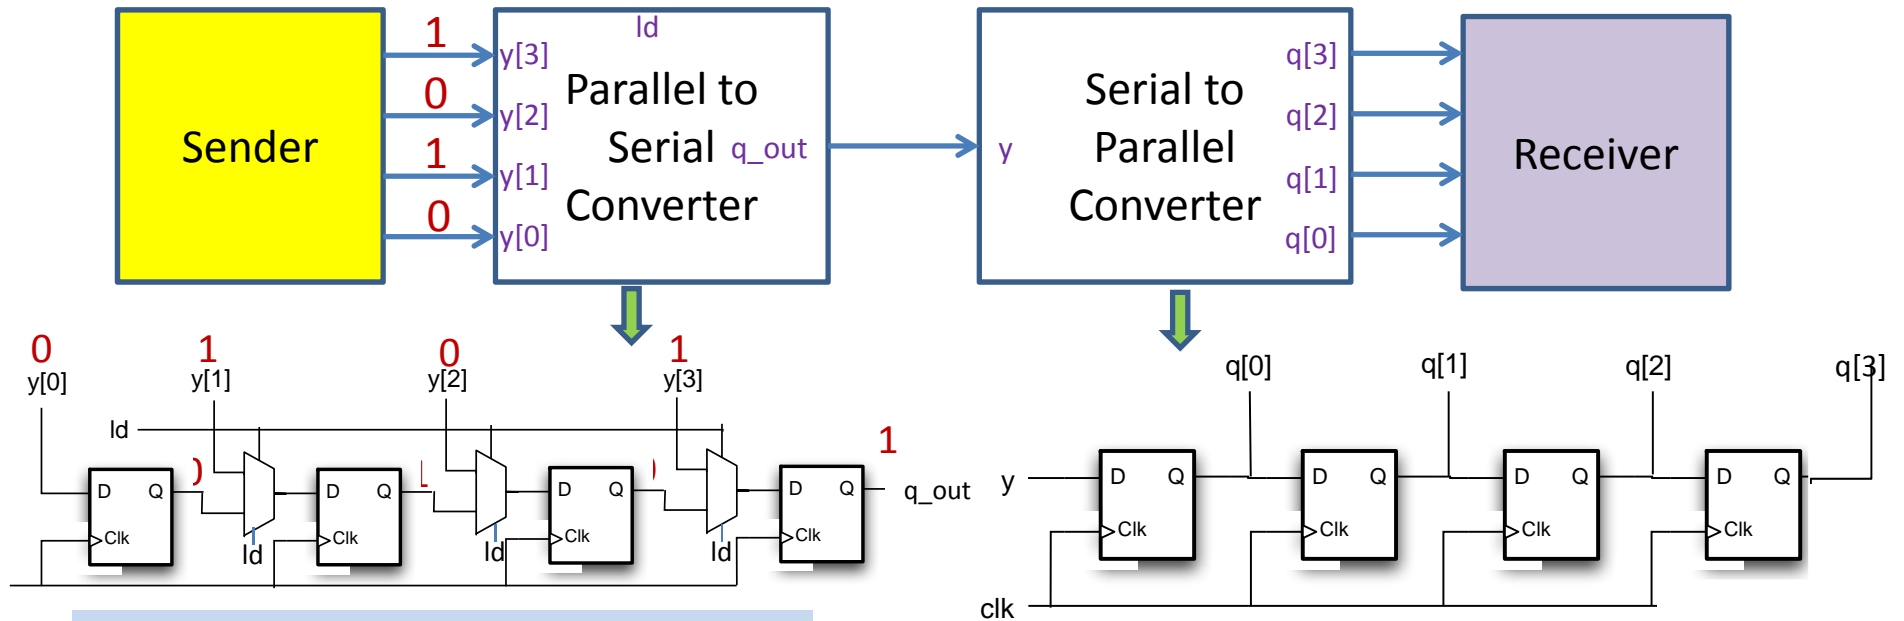 ld
1
y[3]
q[3]
0
Parallel to
Serial to
y[2]
q[2]
Sender
1
Serial
q_out
y
Parallel
Receiver
y[1]
q[1]
0
Converter
Converter
y[0]
q[0]
0
1
0
1
y[0]
y[1]
y[2]
y[3]
q[0]
q[1]
q[2]
q[3]
ld
1
D
Q
D
Q
D
Q
D
Q
q_out
y
D
Q
D
Q
D
Q
D
Q
Clk
ld
Clk
ld
Clk
ld
Clk
Clk
Clk
Clk
Clk
clk